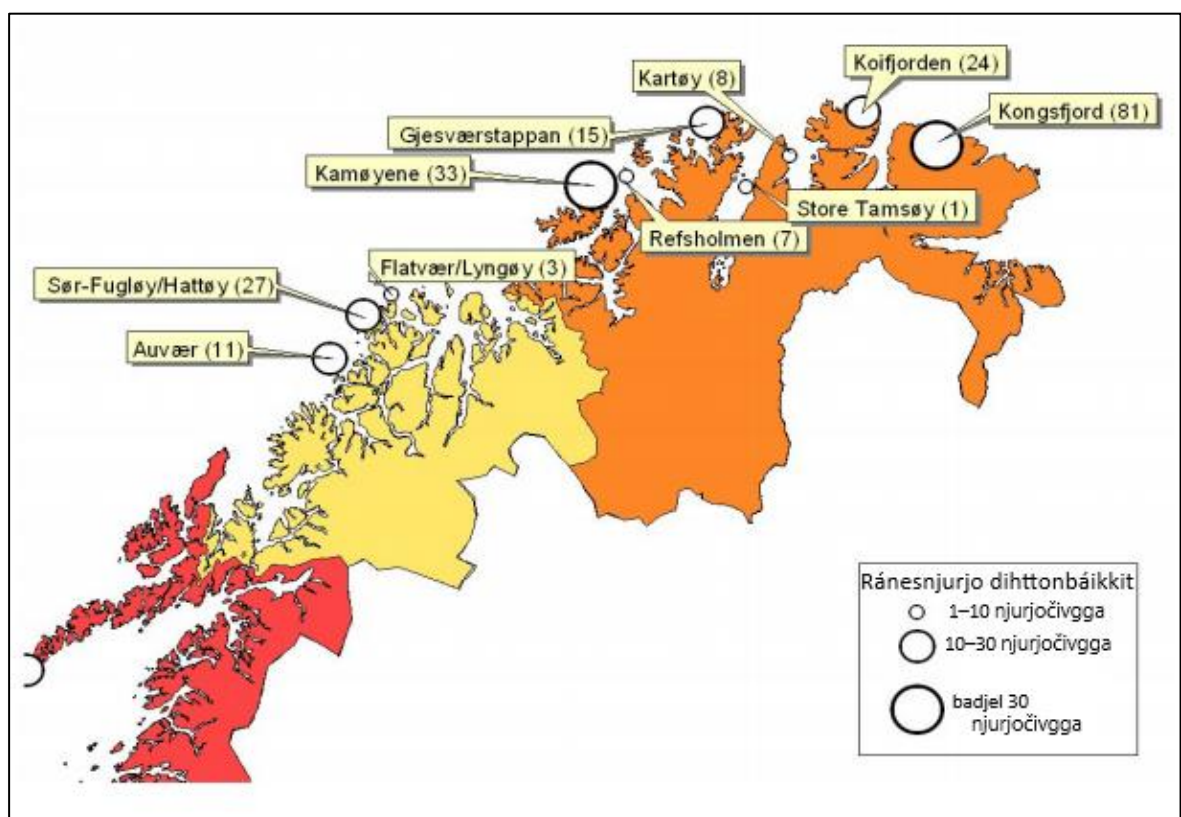 Koifjorden (24)
Kartøy (8)
Kongsfjord (81)
Gjesværstappan (15)
Kamøyene (33)
Store Tamsøy (1)
Refsholmen (7)
Flatvær/Lyngøy (3)
Sør-Fugløy/Hattøy (27)
Auvær (11)
Ránesnjurjo dihttonbáikkit
1–10 njurjočivgga
10–30 njurjočivgga
badjel 30
njurjočivgga